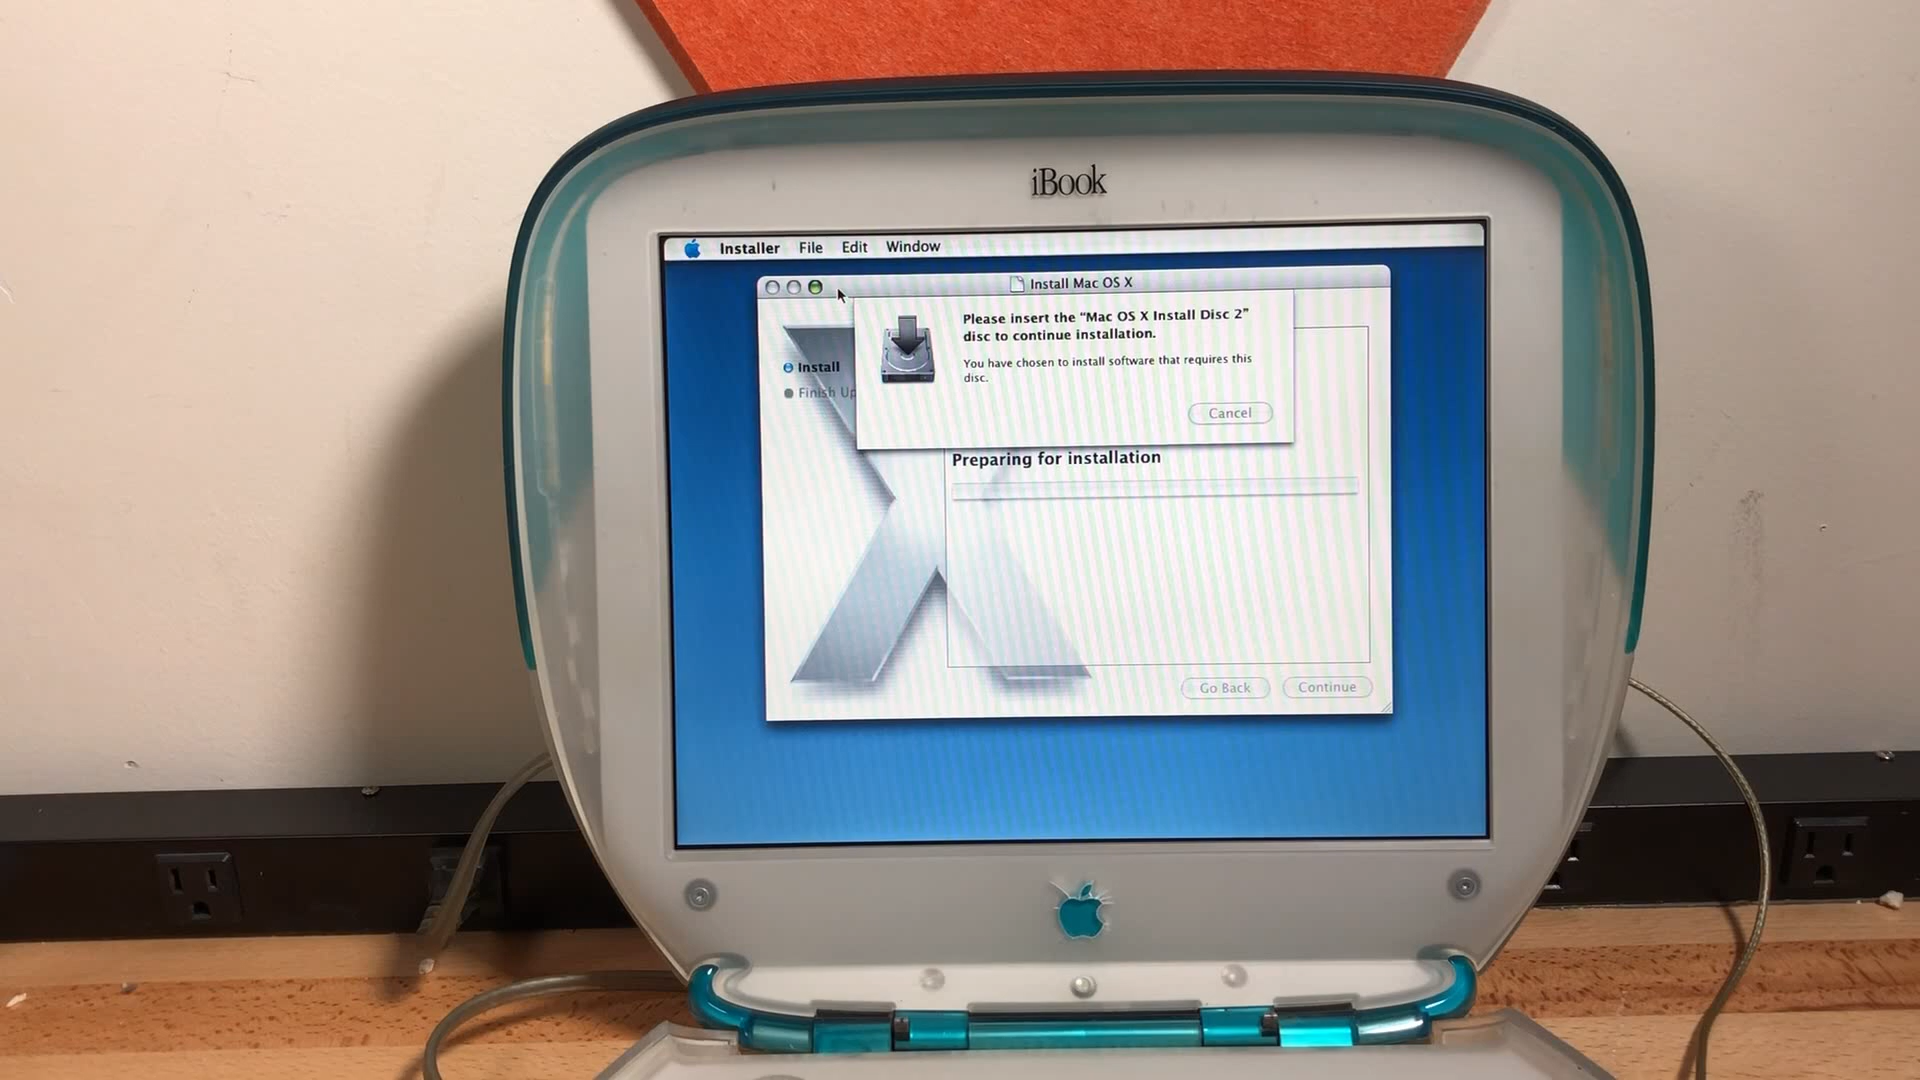 iBook
Installer File Edit Window
Install Mac OS X
Please insert the “Mac OS X Install Disc 2”
disc to continue installation.
You have chosen to install software that requires this
disc.
Cancel
Install
Finish Up
Preparing for installation
Go Back Continue